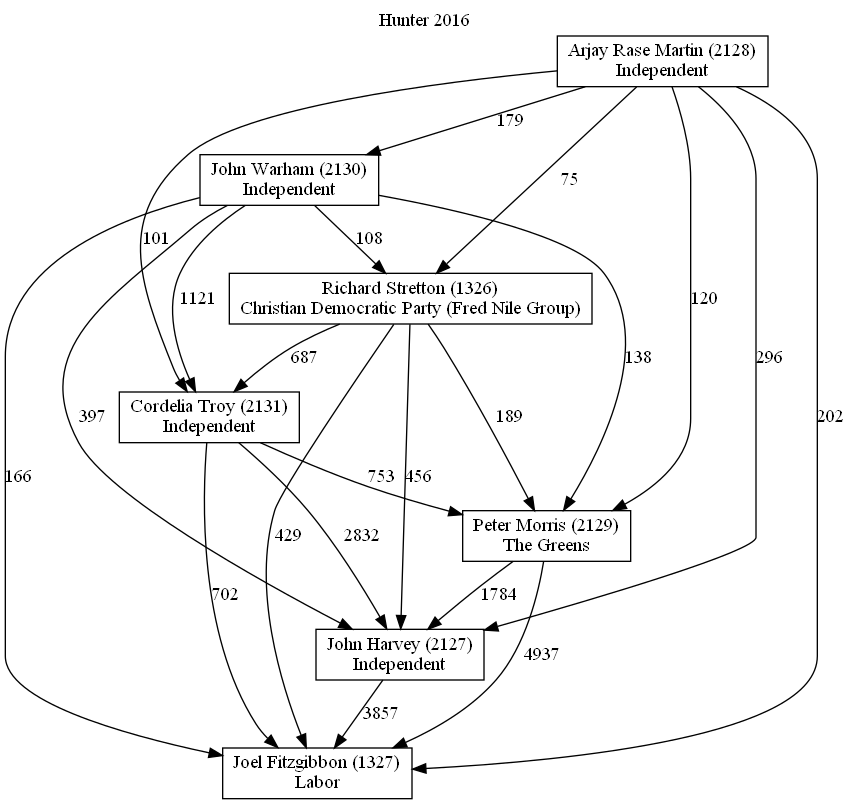 Hunter 2016
Arjay Rase Martin (2128)
Independent
179
John Warham (2130)
Independent
75
101
108
1121
Richard Stretton (1326)
Christian Democratic Party (Fred Nile Group)
120
687
138
296
Cordelia Troy (2131)
Independent
397
189
202
166
753
456
Peter Morris (2129)
The Greens
429
2832
702
1784
John Harvey (2127)
Independent
4937
3857
Joel Fitzgibbon (1327)
Labor